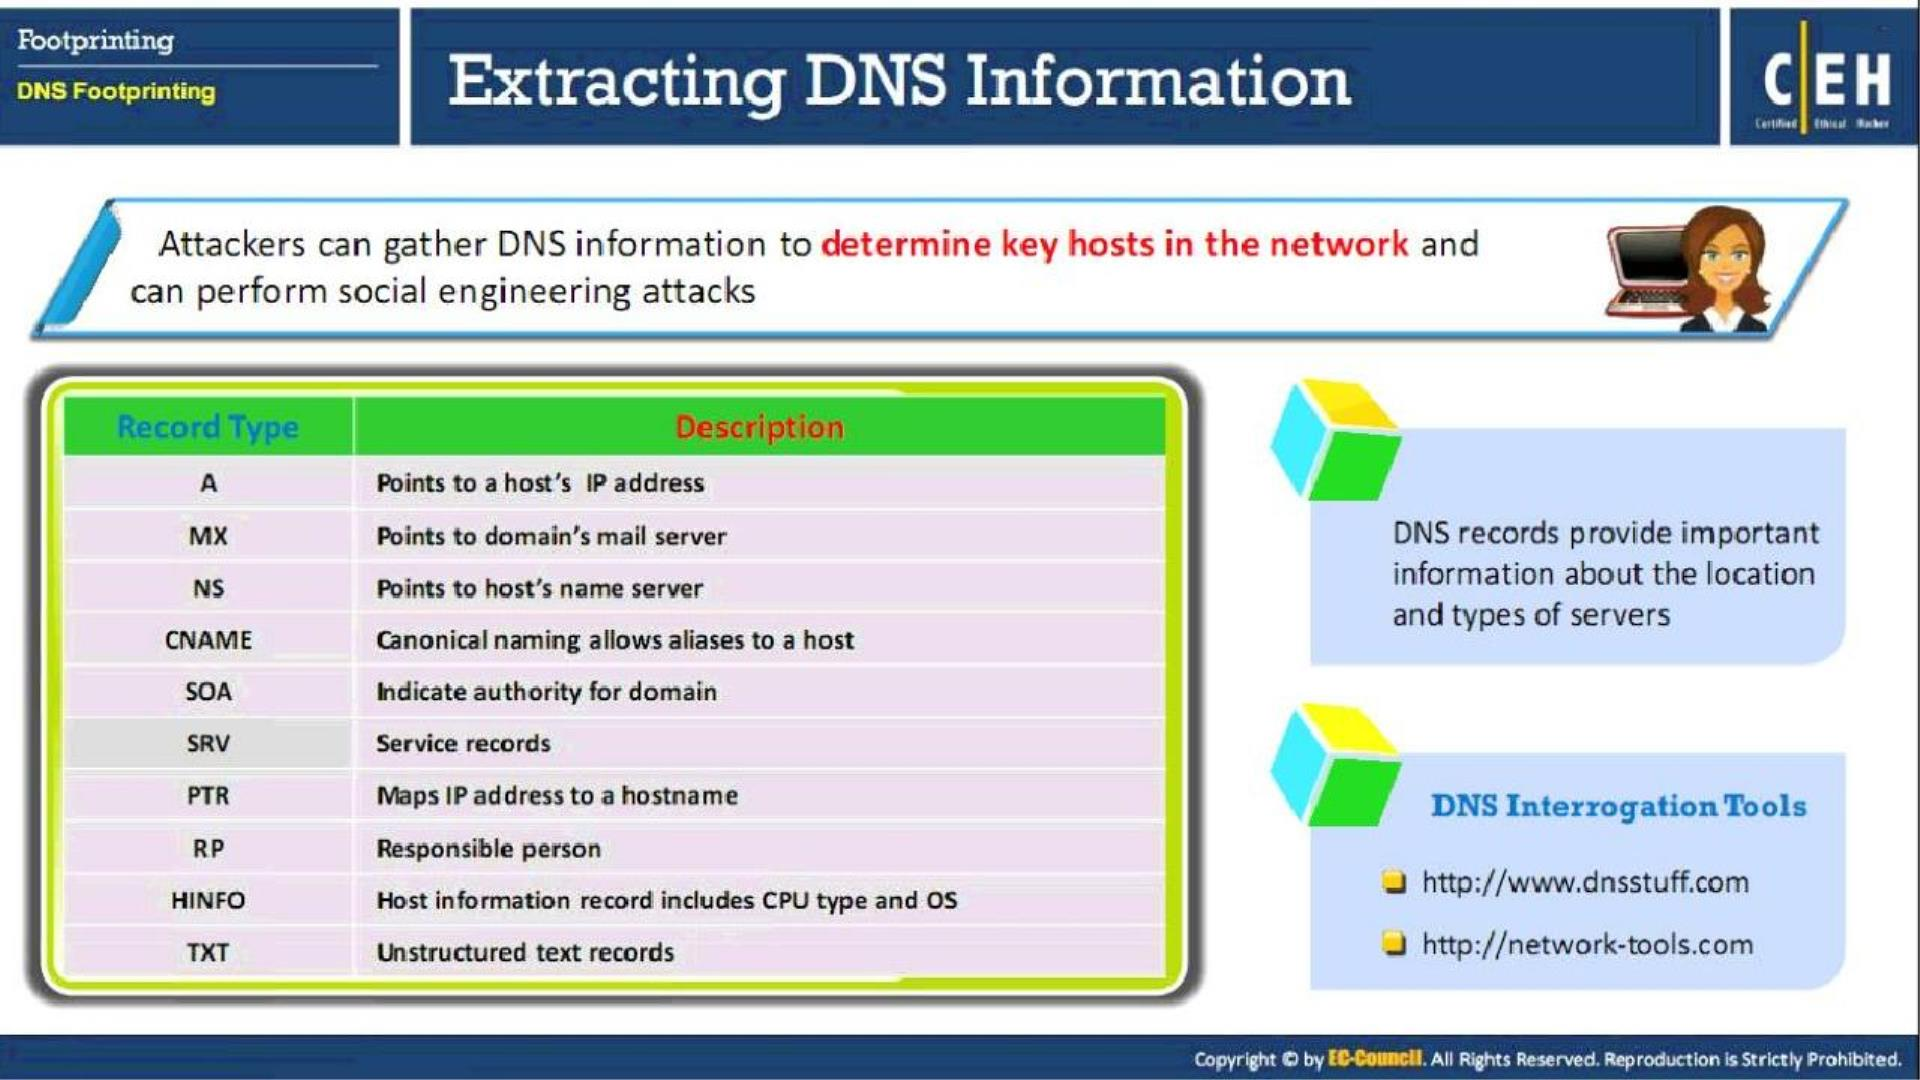 Footprinting
DNS Footprinting
Extracting DNS Information
C|EH
Certified Ethical Hacker
Attackers can gather DNS information to determine key hosts in the network and
can perform social engineering attacks
Record Type Description
A Points to a host's IP address
MX Points to domain's mail server
NS Points to host's name server
CNAME Canonical naming allows aliases to a host
SOA Indicate authority for domain
SRV Service records
PTR Maps IP address to a hostname
RP Responsible person
HINFO Host information record includes CPU type and OS
TXT Unstructured text records
DNS records provide important
information about the location
and types of servers
DNS Interrogation Tools
http://www.dnsstuff.com
http://network-tools.com
Copyright © by EC-Council. All Rights Reserved. Reproduction is Strictly Prohibited.